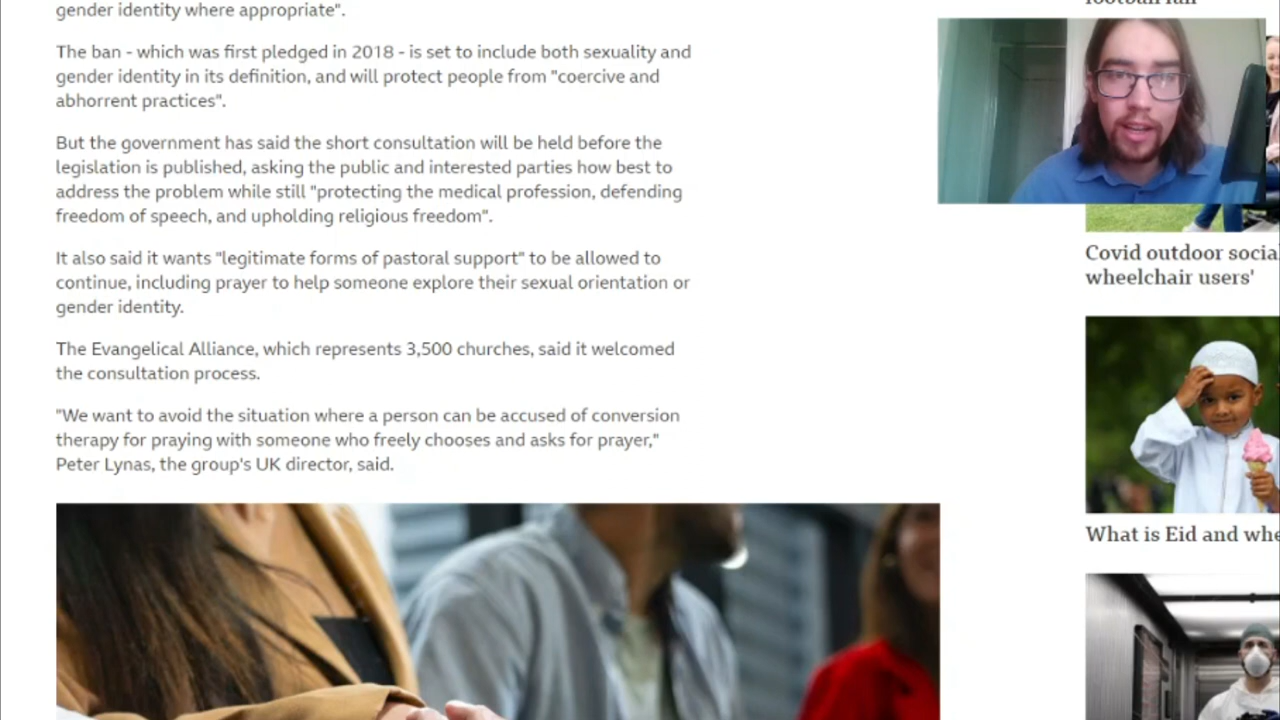 gender identity where appropriate".
The ban - which was first pledged in 2018 - is set to include both sexuality and
gender identity in its definition, and will protect people from "coercive and
abhorrent practices".
But the government has said the short consultation will be held before the
legislation is published, asking the public and interested parties how best to
address the problem while still "protecting the medical profession, defending
freedom of speech, and upholding religious freedom".
It also said it wants "legitimate forms of pastoral support" to be allowed to
continue, including prayer to help someone explore their sexual orientation or
gender identity.
The Evangelical Alliance, which represents 3,500 churches, said it welcomed
the consultation process.
"We want to avoid the situation where a person can be accused of conversion
therapy for praying with someone who freely chooses and asks for prayer,"
Peter Lynas, the group's UK director, said.
football fan
Covid outdoor socia
wheelchair users'
What is Eid and whe